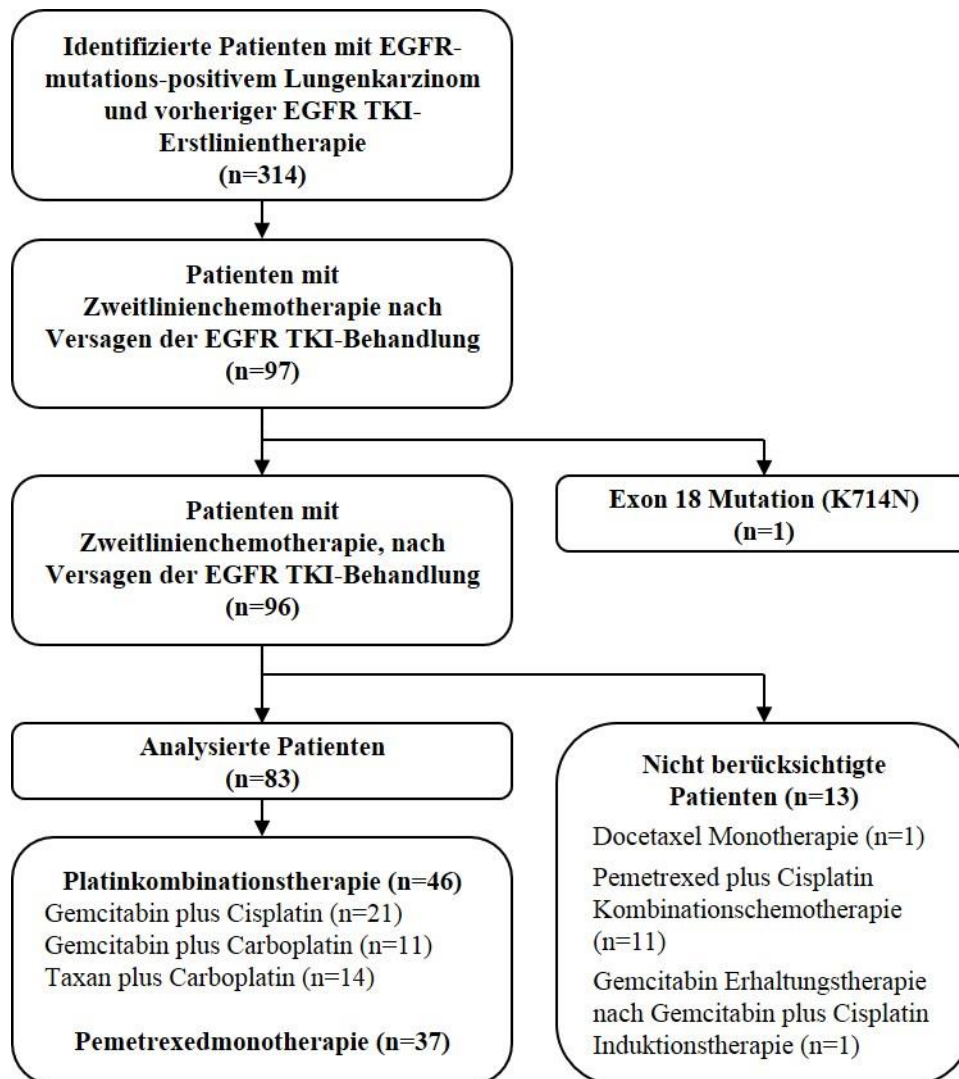 Identifizierte Patienten mit EGFR-
mutations-positivem Lungenkarzinom
und vorheriger EGFR TKI-
Erstlinientherapie
(n=314)
Patienten mit
Zweitlinienchemotherapie nach
Versagen der EGFR TKI-Behandlung
(n=97)
Exon 18 Mutation (K714N)
(n=1)
Patienten mit
Zweitlinienchemotherapie, nach
Versagen der EGFR TKI-Behandlung
(n=96)
Analysierte Patienten
(n=83)
Nicht berücksichtigte
Patienten (n=13)
Docetaxel Monotherapie (n=1)
Pemetrexed plus Cisplatin
Kombinationschemotherapie
(n=11)
Gemcitabin Erhaltungstherapie
nach Gemcitabin plus Cisplatin
Induktionstherapie (n=1)
Platinkombinationstherapie (n=46)
Gemcitabin plus Cisplatin (n=21)
Gemcitabin plus Carboplatin (n=11)
Taxan plus Carboplatin (n=14)
Pemetrexedmonotherapie (n=37)